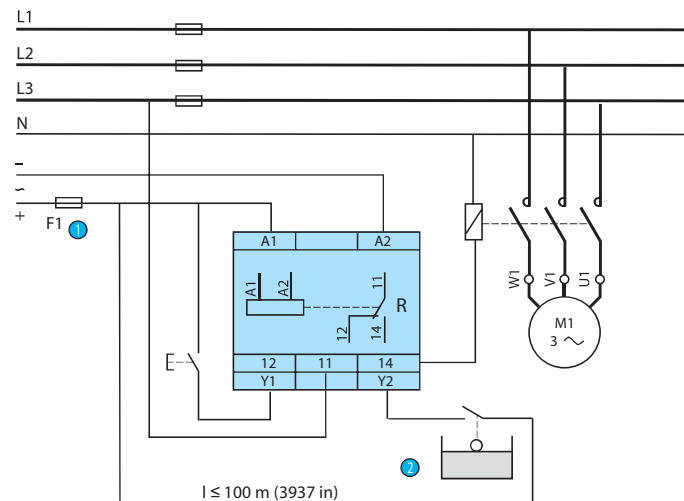 L1
L2
L3
N
–
~
+
F1
1
A1 A2
A1
A2
11
R
12
14
12 11 14
Y1 Y2
W1
V1
U1
M1
3 ~
E
2
l ≤ 100 m (3937 in)